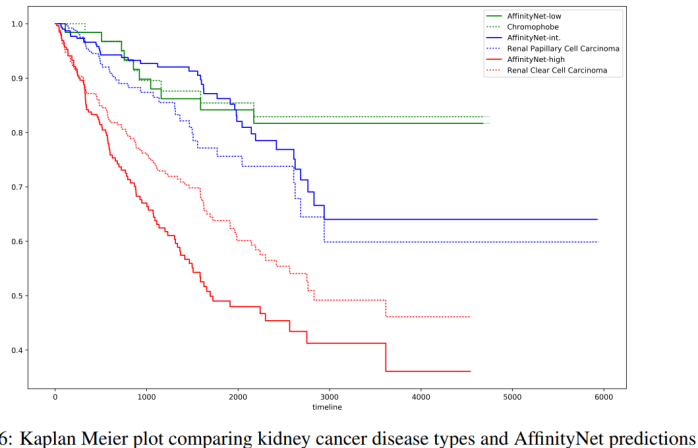 AffinityNet-low
Chromophobe
AffinityNet-int.
Renal Papillary Cell Carcinoma
AffinityNet-high
Renal Clear Cell Carcinoma
1.0
0.9
0.8
0.7
0.6
0.5
0.4
0 1000 2000 3000 4000 5000 6000
timeline
6: Kaplan Meier plot comparing kidney cancer disease types and AffinityNet predictions